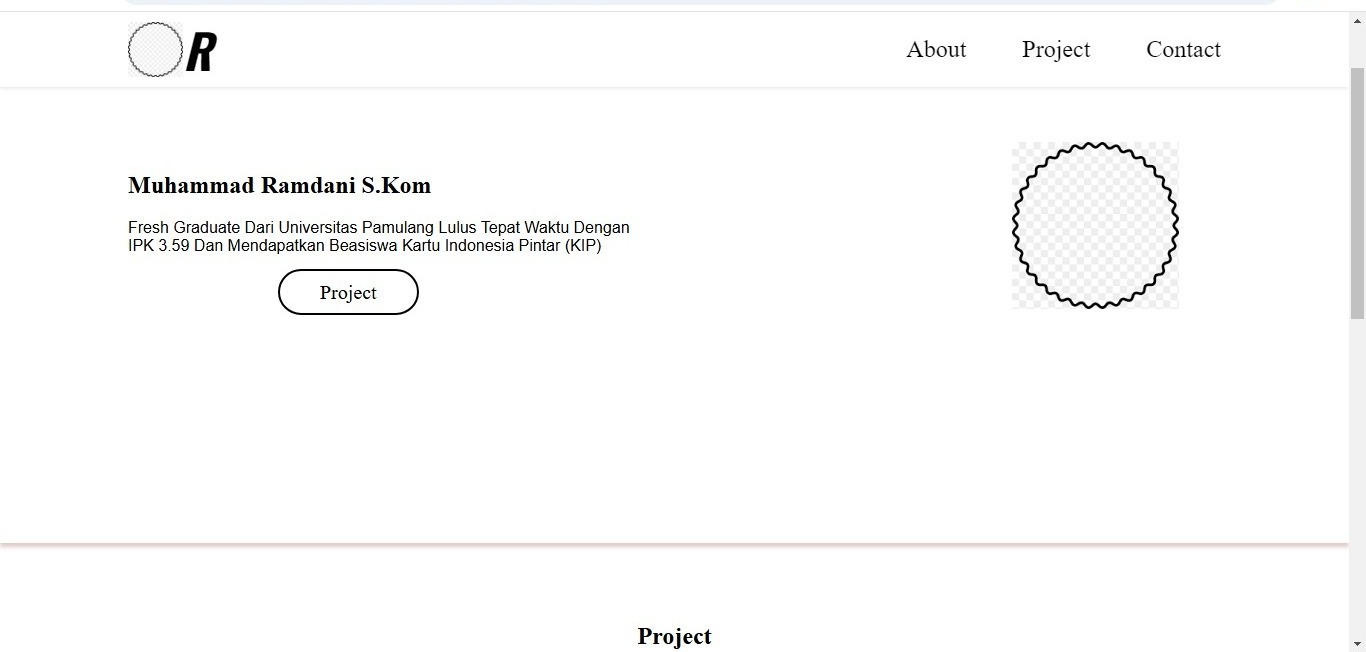 R
About
Project
Contact
Muhammad Ramdani S.Kom
Fresh Graduate Dari Universitas Pamulang Lulus Tepat Waktu Dengan
IPK 3.59 Dan Mendapatkan Beasiswa Kartu Indonesia Pintar (KIP)
Project
Project